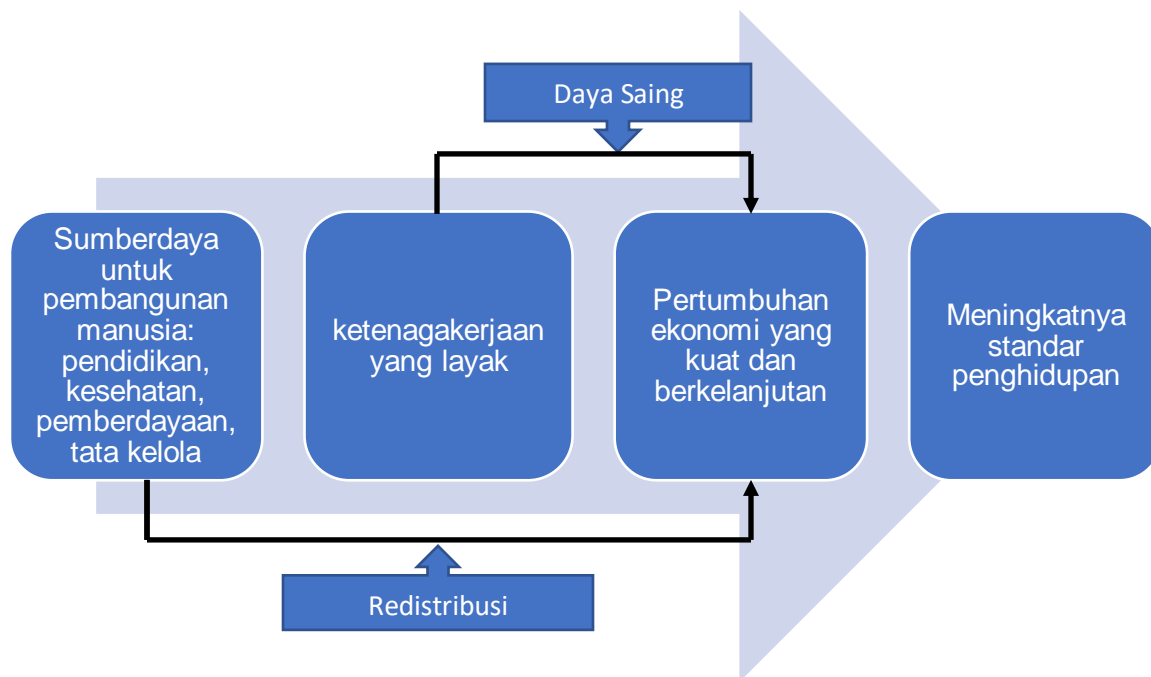 Daya Saing
Sumberdaya
untuk
pembangunan
manusia:
pendidikan,
kesehatan,
pemberdayaan,
tata kelola
ketenagakerjaan
yang layak
Pertumbuhan
ekonomi yang
kuat dan
berkelanjutan
Meningkatnya
standar
penghidupan
Redistribusi